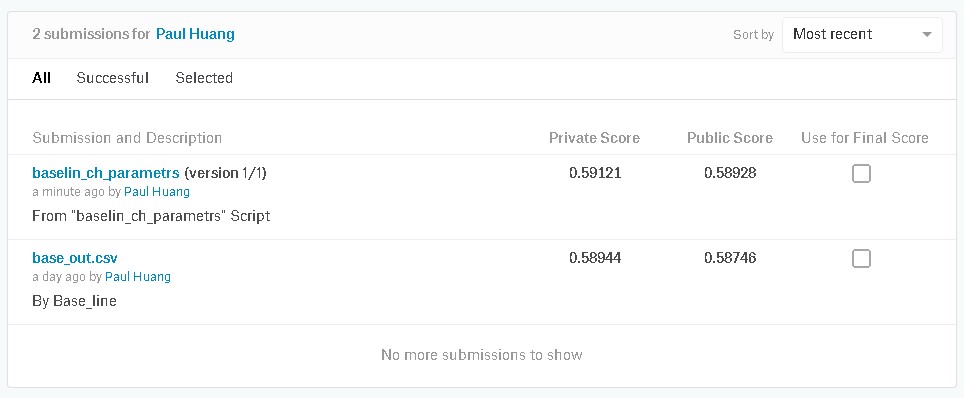 2 submissions for Paul Huang Sort by Most recent
All Successful Selected
Submission and Description Private Score Public Score Use for Final Score
baselin_ch_parametrs (version 1/1) 0.59121 0.58928
a minute ago by Paul Huang
From "baselin_ch_parametrs" Script
base_out.csv 0.58944 0.58746
a day ago by Paul Huang
By Base_line
No more submissions to show